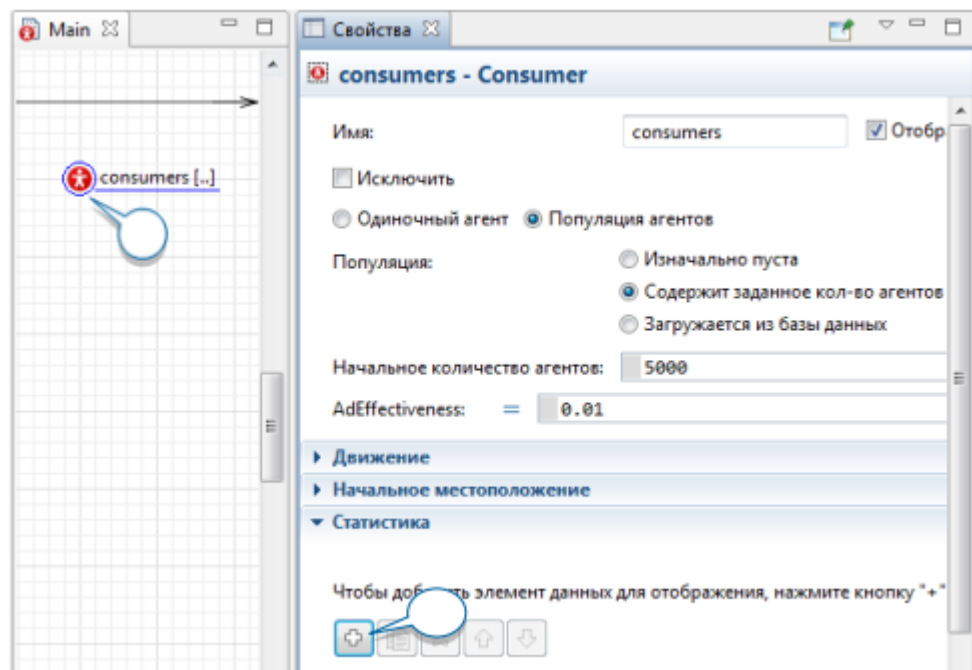 Main
consumers [..]
Свойства
consumers - Consumer
Имя: consumers Отобр
Исключить
Одиночный агент Популяция агентов
Популяция: Изначально пуста
Содержит заданное кол-во агентов
Загружается из базы данных
Начальное количество агентов: 5000
AdEffectiveness: = 0.01
Движение
Начальное местоположение
Статистика
Чтобы элемент данных для отображения, нажмите кнопку "+"